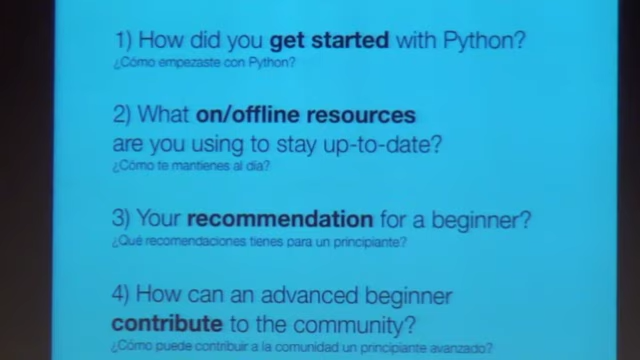 1) How did you get started with Python?
¿Cómo empezaste con Python?
2) What on/offline resources
are you using to stay up-to-date?
¿Cómo te mantienes al día?
3) Your recommendation for a beginner?
¿Qué recomendaciones tienes para un principiante?
4) How can an advanced beginner
contribute to the community?
¿Cómo puede contribuir a la comunidad un principiante avanzado?